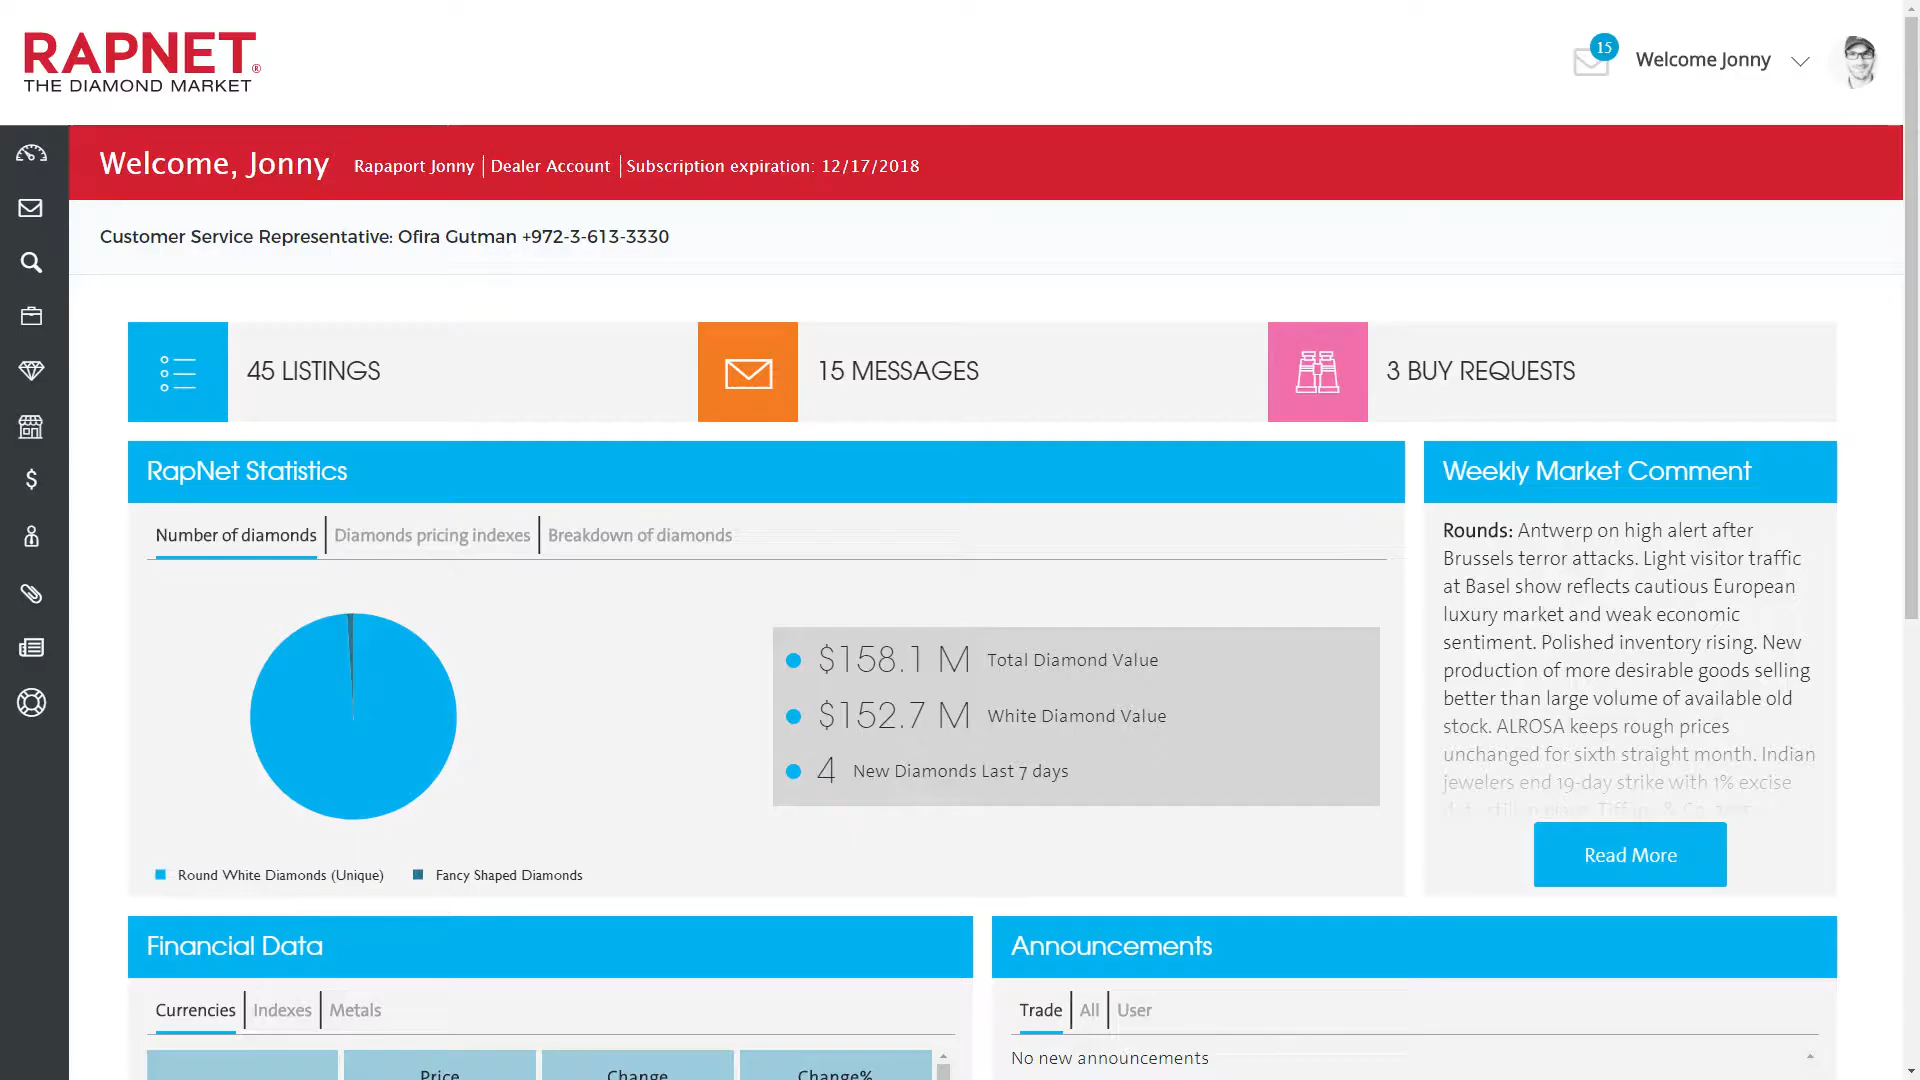 RAPNET®
THE DIAMOND MARKET
15
Welcome Jonny
Welcome, Jonny
Rapaport Jonny | Dealer Account | Subscription expiration: 12/17/2018
Customer Service Representative: Ofira Gutman +972-3-613-3330
45 LISTINGS
15 MESSAGES
3 BUY REQUESTS
RapNet Statistics
Number of diamonds | Diamonds pricing indexes | Breakdown of diamonds
$158.1 M Total Diamond Value
$152.7 M White Diamond Value
4 New Diamonds Last 7 days
Round White Diamonds (Unique)
Fancy Shaped Diamonds
Weekly Market Comment
Rounds: Antwerp on high alert after
Brussels terror attacks. Light visitor traffic
at Basel show reflects cautious European
luxury market and weak economic
sentiment. Polished inventory rising. New
production of more desirable goods selling
better than large volume of available old
stock. ALROSA keeps rough prices
unchanged for sixth straight month. Indian
jewelers end 19-day strike with 1% excise
Read More
Financial Data
Currencies | Indexes | Metals
Price
Change
Change%
Announcements
Trade | All | User
No new announcements